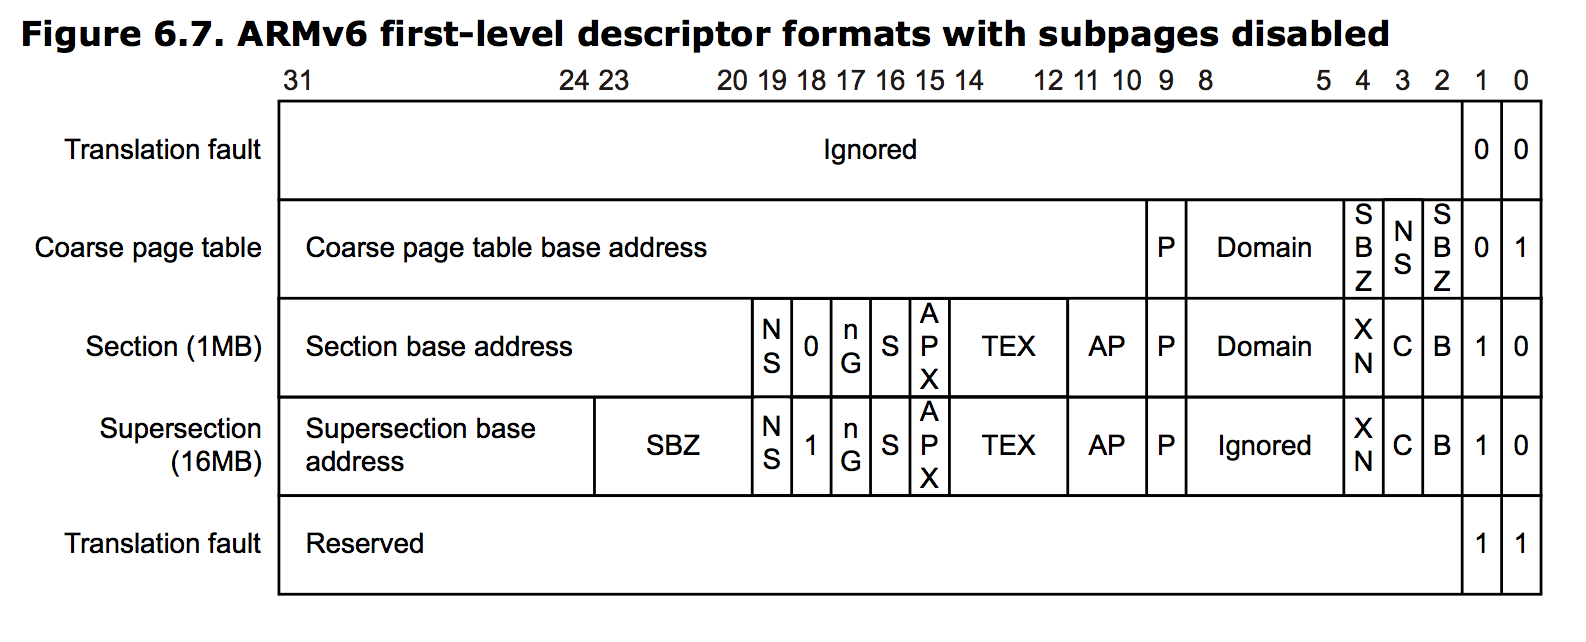 Figure 6.7. ARMv6 first-level descriptor formats with subpages disabled
31 24 23 20 19 18 17 16 15 14 12 11 10 9 8 5 4 3 2 1 0
Translation fault Ignored 0 0
Coarse page table Coarse page table base address P Domain SBZ NS SBZ 0 1
Section (1MB) Section base address NS 0 nG S APX TEX AP P Domain XN C B 1 0
Supersection (16MB) Supersection base address SBZ NS 1 nG S APX TEX AP P Ignored XN C B 1 0
Translation fault Reserved 1 1